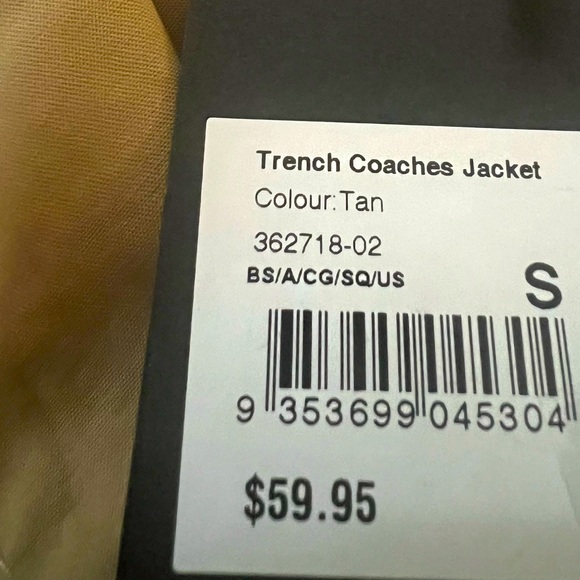 Trench Coaches Jacket
Colour:Tan
362718-02
BS/A/CG/SQ/US
S
9 353699 045304
$59.95